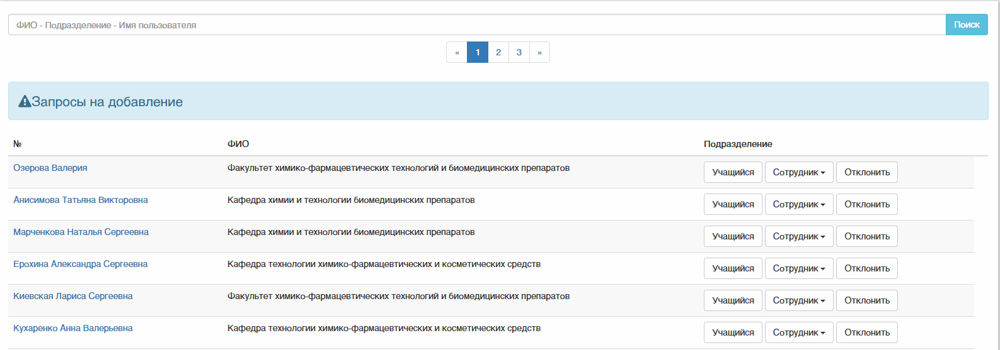 ФИО - Подразделение - Имя пользователя Поиск
« 1 2 3 »
Запросы на добавление
№ ФИО Подразделение
Озерова Валерия Факультет химико-фармацевтических технологий и биомедицинских препаратов Учащийся Сотрудник Отклонить
Анисимова Татьяна Викторовна Кафедра химии и технологии биомедицинских препаратов Учащийся Сотрудник Отклонить
Марченкова Наталья Сергеевна Кафедра химии и технологии биомедицинских препаратов Учащийся Сотрудник Отклонить
Ерохина Александра Сергеевна Кафедра технологии химико-фармацевтических и косметических средств Учащийся Сотрудник Отклонить
Киевская Лариса Сергеевна Факультет химико-фармацевтических технологий и биомедицинских препаратов Учащийся Сотрудник Отклонить
Кухаренко Анна Валерьевна Кафедра технологии химико-фармацевтических и косметических средств Учащийся Сотрудник Отклонить